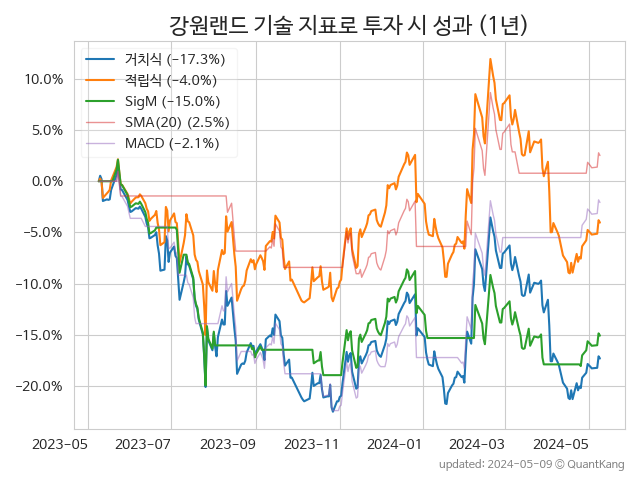 강원랜드 기술 지표로 투자 시 성과 (1년)
거치식 (−17.3%)
적립식 (−4.0%)
SigM (−15.0%)
SMA(20) (2.5%)
MACD (−2.1%)
10.0%
5.0%
0.0%
−5.0%
−10.0%
−15.0%
−20.0%
2023-05 2023-07 2023-09 2023-11 2024-01 2024-03 2024-05
updated: 2024-05-09 © QuantKang